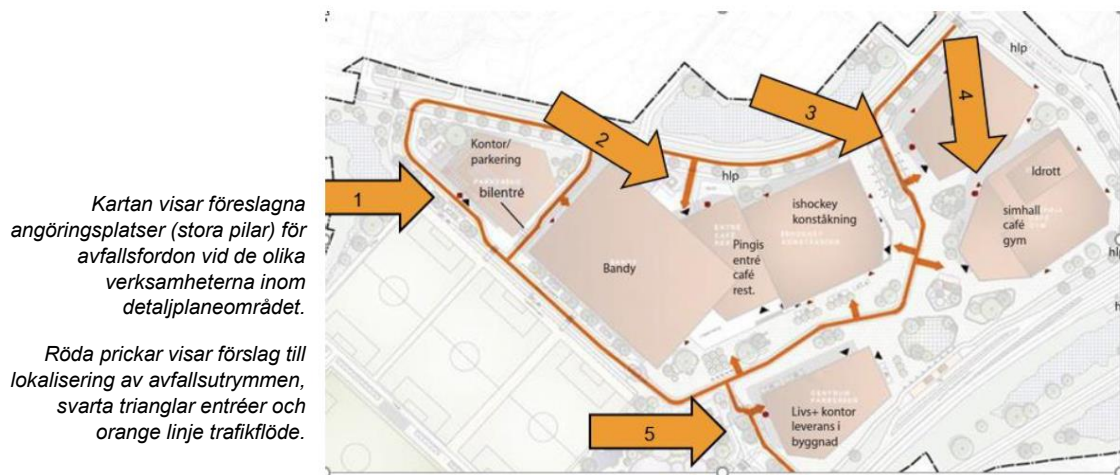 Kartan visar föreslagna
angöringsplatser (stora pilar) för
avfallsfordon vid de olika
verksamheterna inom
detaljplaneområdet.
Röda prickar visar förslag till
lokalisering av avfallsutrymmen,
svarta trianglar entréer och
orange linje trafikflöde.
1
2
3
4
5
Kontor/
parkering
bilentré
Bandy
hlp
Pingis
entré
café
rest.
ishockey
konståkning
hlp
Idrott
simhall
café
gym
hlp
Livs+ kontor
leverans i
byggnad